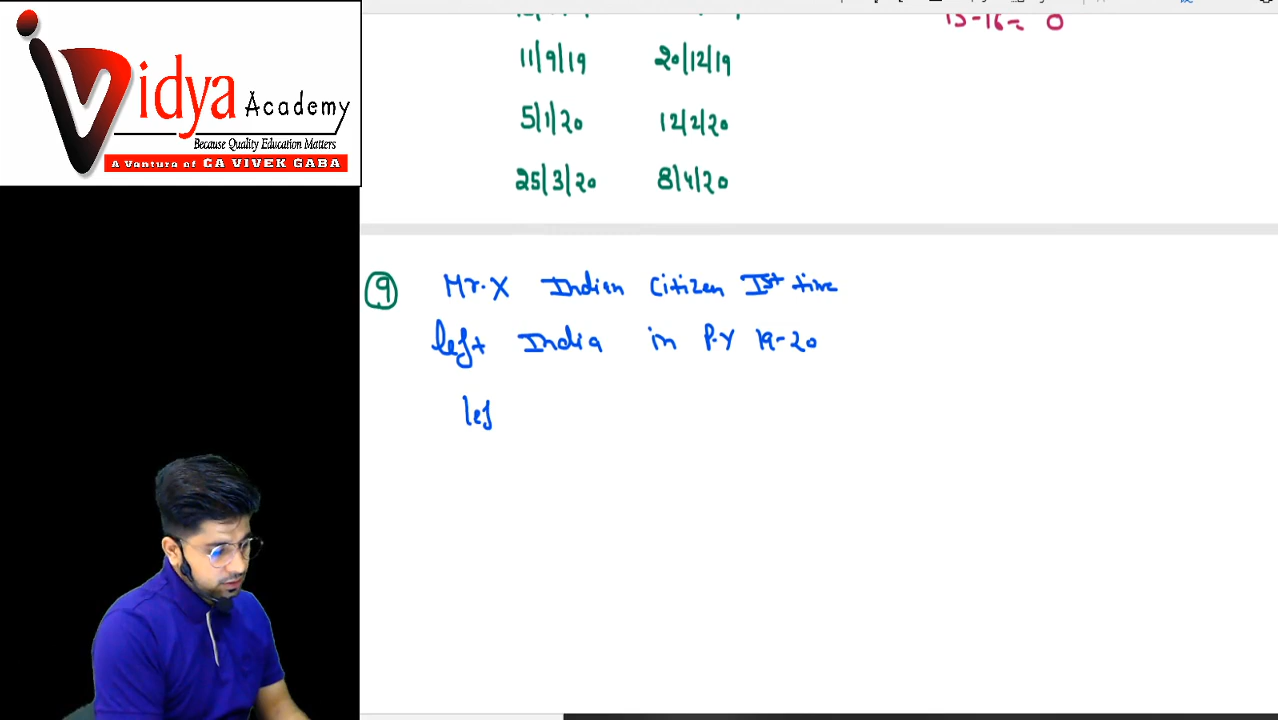 Vidya Academy
Because Quality Education Matters
A Vantura of CA VIVEK GABA
15-16= 0
11/9/19 20/12/19
5/1/20 12/2/20
25/3/20 8/4/20
9 Mr. X Indian Citizen Ist time
left India in P.Y 19-20
lef